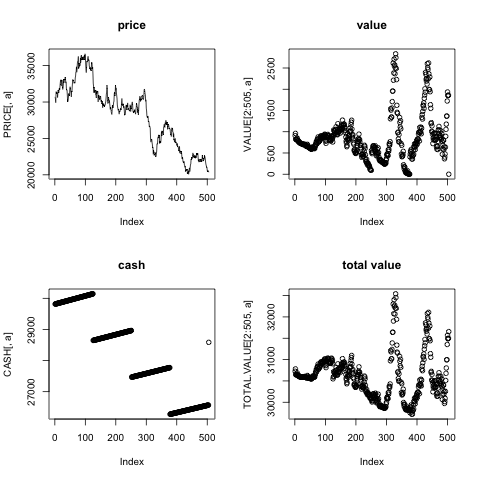 price
PRICE[, a]
20000 25000 30000 35000
0 100 200 300 400 500
Index
value
VALUE[2:505, a]
0 500 1500 2500
0 100 200 300 400 500
Index
cash
CASH[, a]
27000 29000
0 100 200 300 400 500
Index
total value
TOTAL.VALUE[2:505, a]
30000 31000 32000
0 100 200 300 400 500
Index